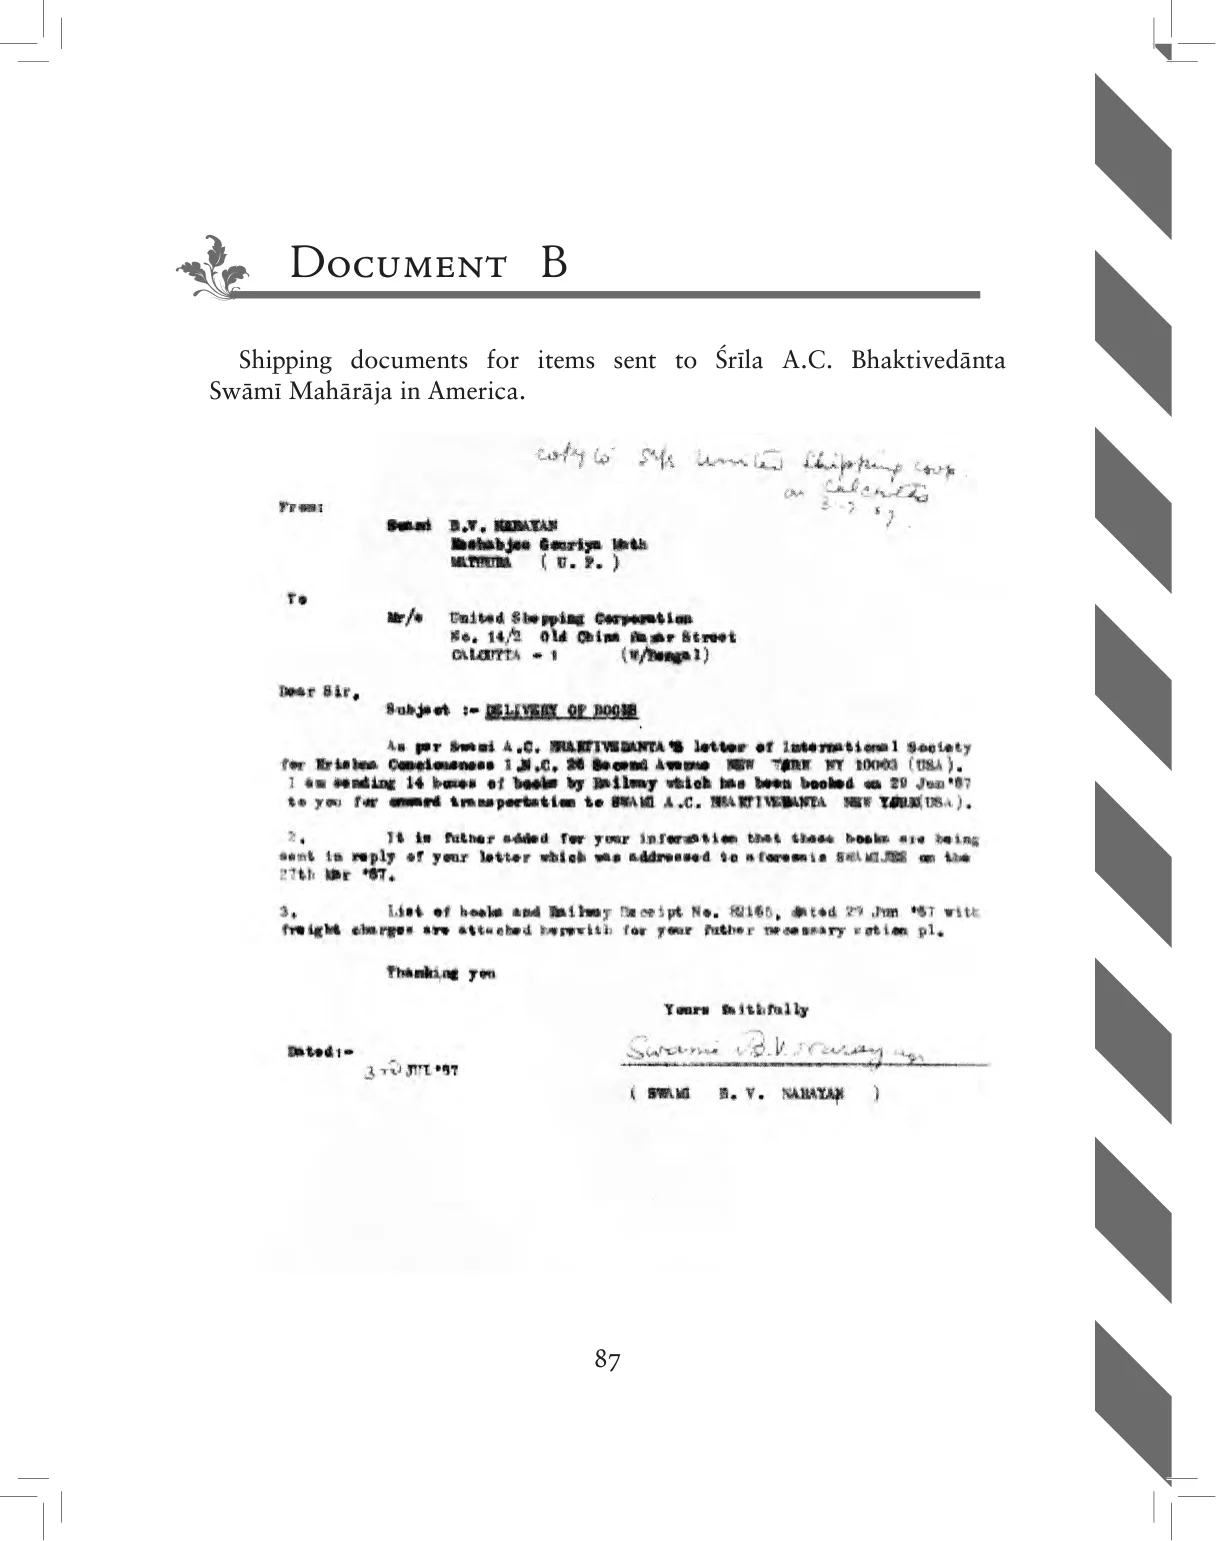 Document B
Shipping documents for items sent to Śrīla A.C. Bhaktivedānta
Swāmī Mahārāja in America.
copy to M/s United Shipping Corp.
on Calcutta
3-7 67.
From:
Swami B.V. NARAYAN
Keshabjee Gouriya Math
MATHURA ( U. P. )
To
Mr/s United Shepping Corporation
No. 14/2 Old China Bazar Street
CALCUTTA - 1 (W/Bengal)
Dear Sir,
Subject :- DELIVERY OF BOOKS
As per Swami A.C. BHAKTIVEDANTA'S letter of International Society
for Krishna Consiousness I.N.C. 26 Second Avenue NEW YORK NY 10003 (USA).
I am sending 14 boxes of books by Railway which has been booked on 29 Jun '67
to you for onward transpertation to SWAMI A.C. BHAKTIVEDANTA NEW YORK(USA).
2. It is futher added for your information that these books are being
sent in reply of your letter which was addressed to aforesais SWAMIJEE on the
27th Mar '67.
3. List of books and Railway Receipt No. dated 29 Jun '67 with
freight charges are attached herewith for your futher necessary action pl.
Thanking you
Yours faithfully
Swami B.V. Narayan
Dated:-
3rd JUL '67
( SWAMI B. V. NARAYAN )
87